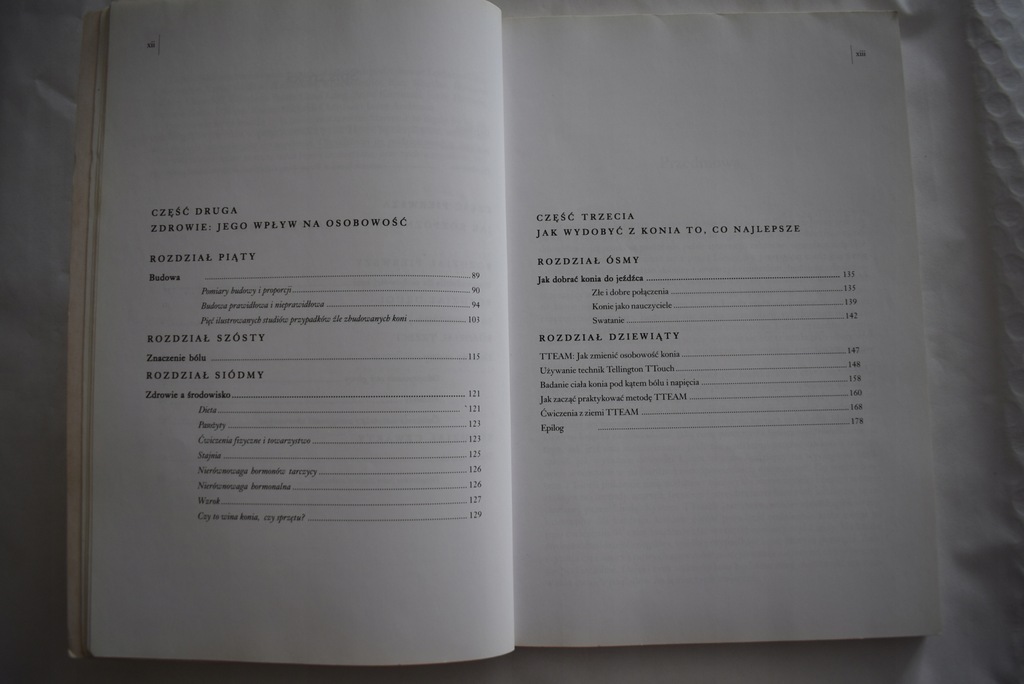 xii
CZĘŚĆ DRUGA
ZDROWIE: JEGO WPŁYW NA OSOBOWOŚĆ
ROZDZIAŁ PIĄTY
Budowa ........ 89
Pomiary budowy i proporcji ........ 90
Budowa prawidłowa i nieprawidłowa ........ 94
Pięć ilustrowanych studiów przypadków źle zbudowanych koni ........ 103
ROZDZIAŁ SZÓSTY
Znaczenie bólu ........ 115
ROZDZIAŁ SIÓDMY
Zdrowie a środowisko ........ 121
Dieta ........ 121
Pasożyty ........ 123
Ćwiczenia fizyczne i towarzystwo ........ 123
Stajnia ........ 125
Nierównowaga hormonów tarczycy ........ 126
Nierównowaga hormonalna ........ 126
Wzrok ........ 127
Czy to wina konia, czy sprzętu? ........ 129
xiii
CZĘŚĆ TRZECIA
JAK WYDOBYĆ Z KONIA TO, CO NAJLEPSZE
ROZDZIAŁ ÓSMY
Jak dobrać konia do jeźdźca ........ 135
Złe i dobre połączenia ........ 135
Konie jako nauczyciele ........ 139
Swatanie ........ 142
ROZDZIAŁ DZIEWIĄTY
TTEAM: Jak zmienić osobowość konia ........ 147
Używanie technik Tellington TTouch ........ 148
Badanie ciała konia pod kątem bólu i napięcia ........ 158
Jak zacząć praktykować metodę TTEAM ........ 160
Ćwiczenia z ziemi TTEAM ........ 168
Epilog ........ 178